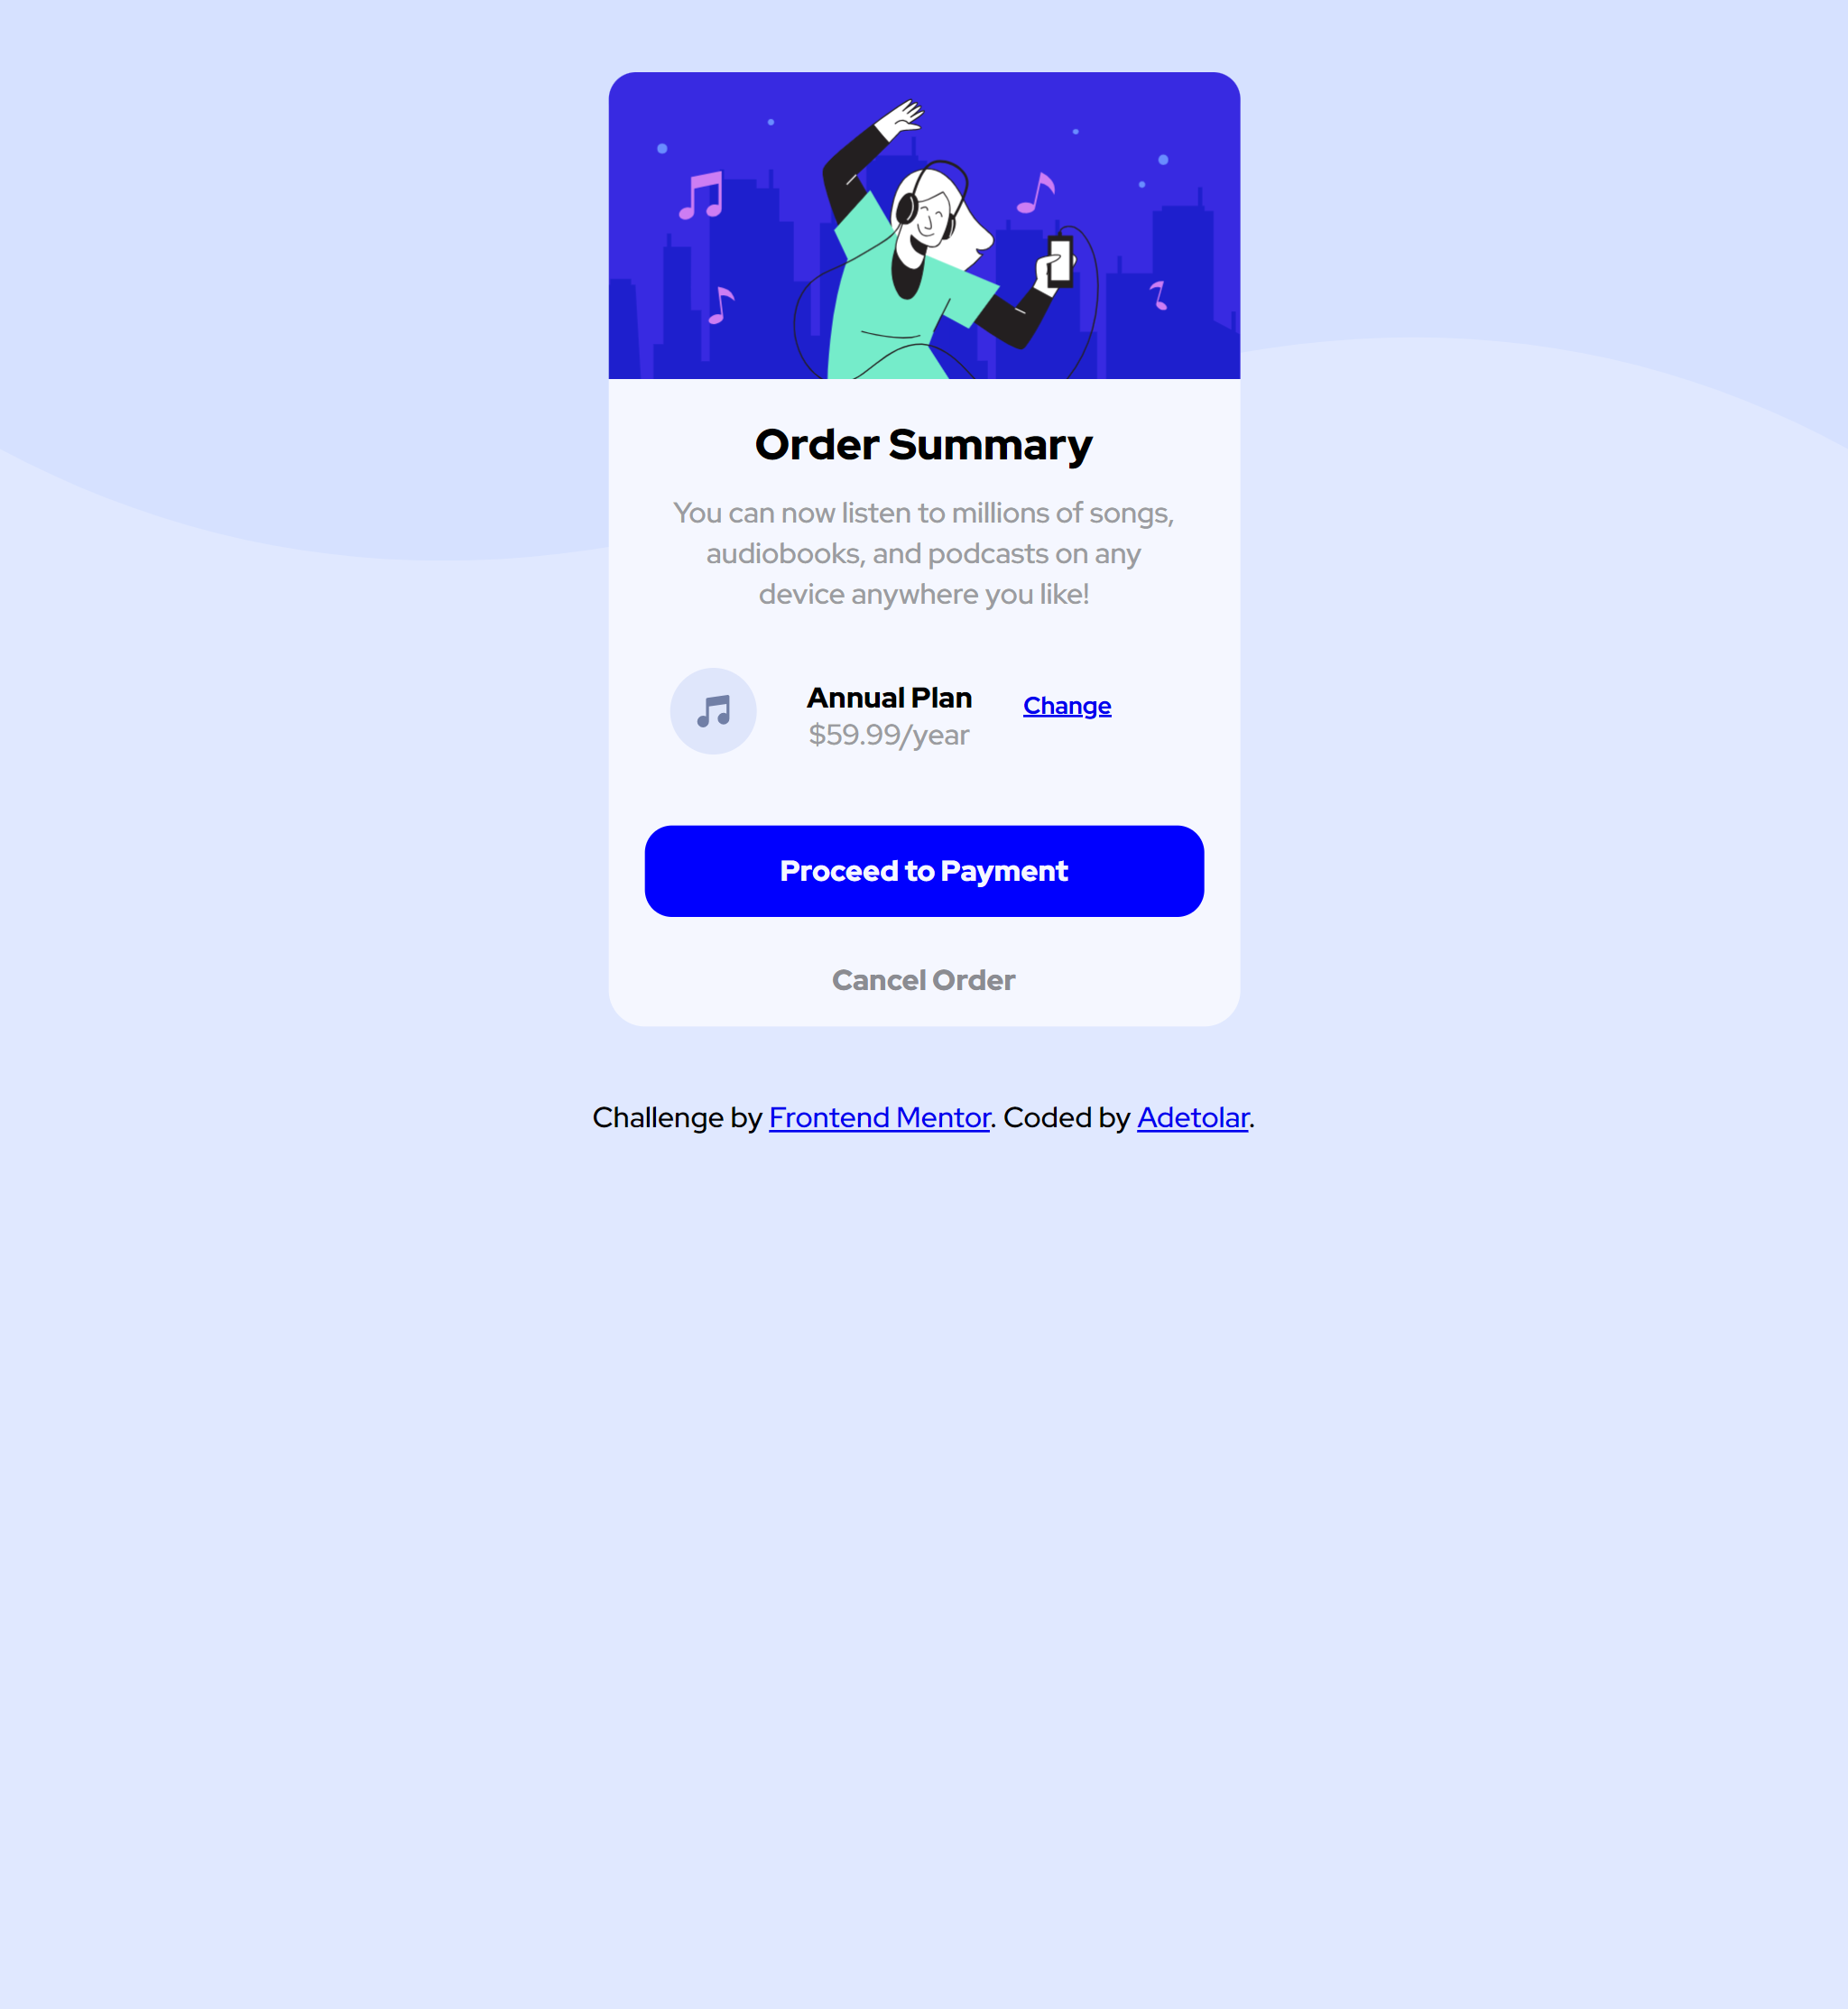 Order Summary
You can now listen to millions of songs,
audiobooks, and podcasts on any
device anywhere you like!
Annual Plan
Change
$59.99/year
Proceed to Payment
Cancel Order
Challenge by Frontend Mentor. Coded by Adetolar.